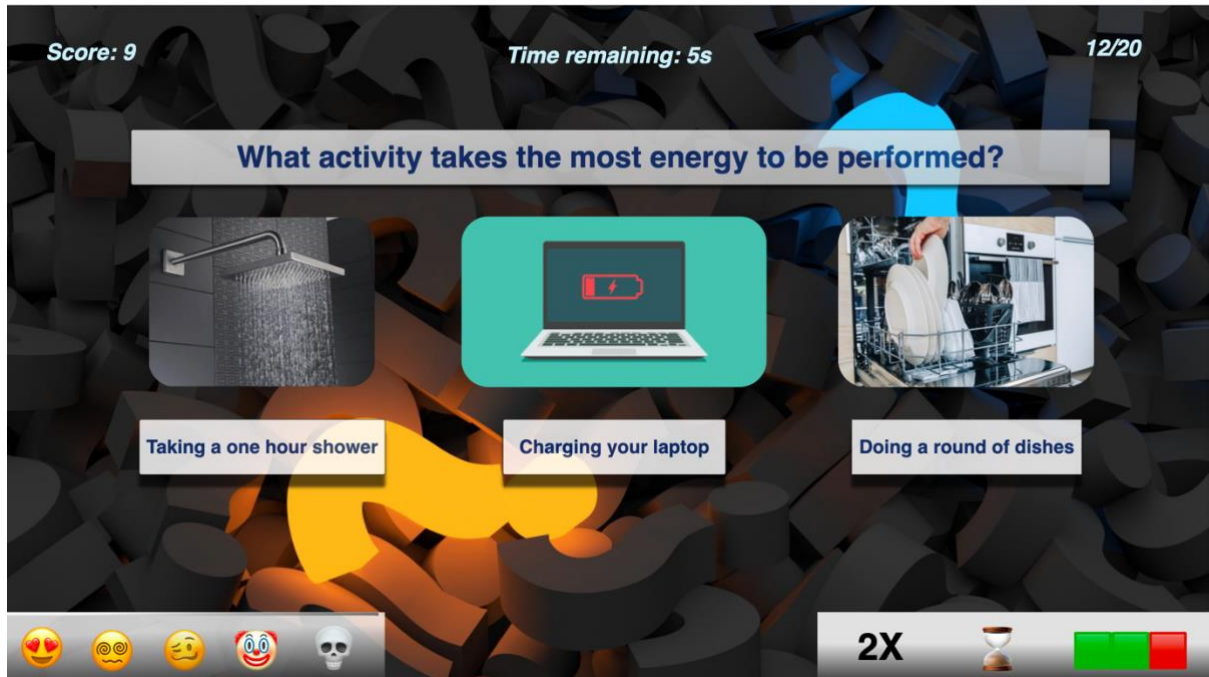 Score: 9
Time remaining: 5s
12/20
What activity takes the most energy to be performed?
Taking a one hour shower
Charging your laptop
Doing a round of dishes
2X